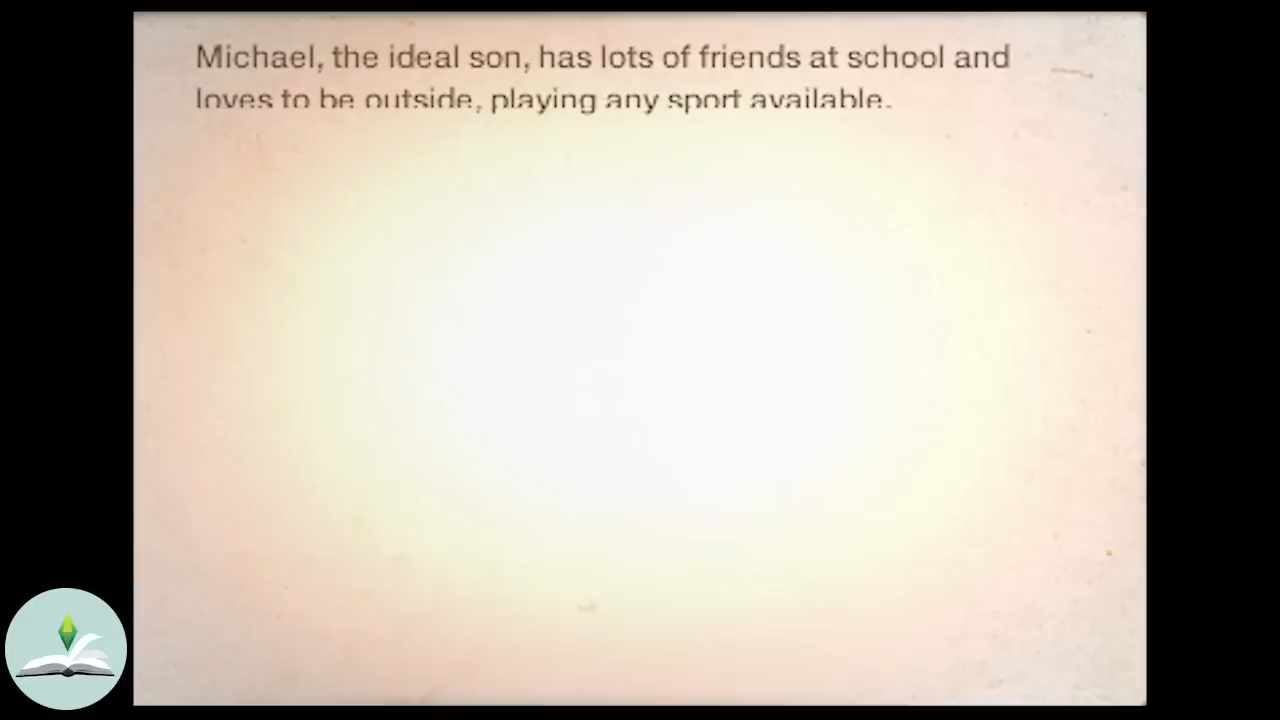 Michael, the ideal son, has lots of friends at school and
loves to be outside, playing any sport available.